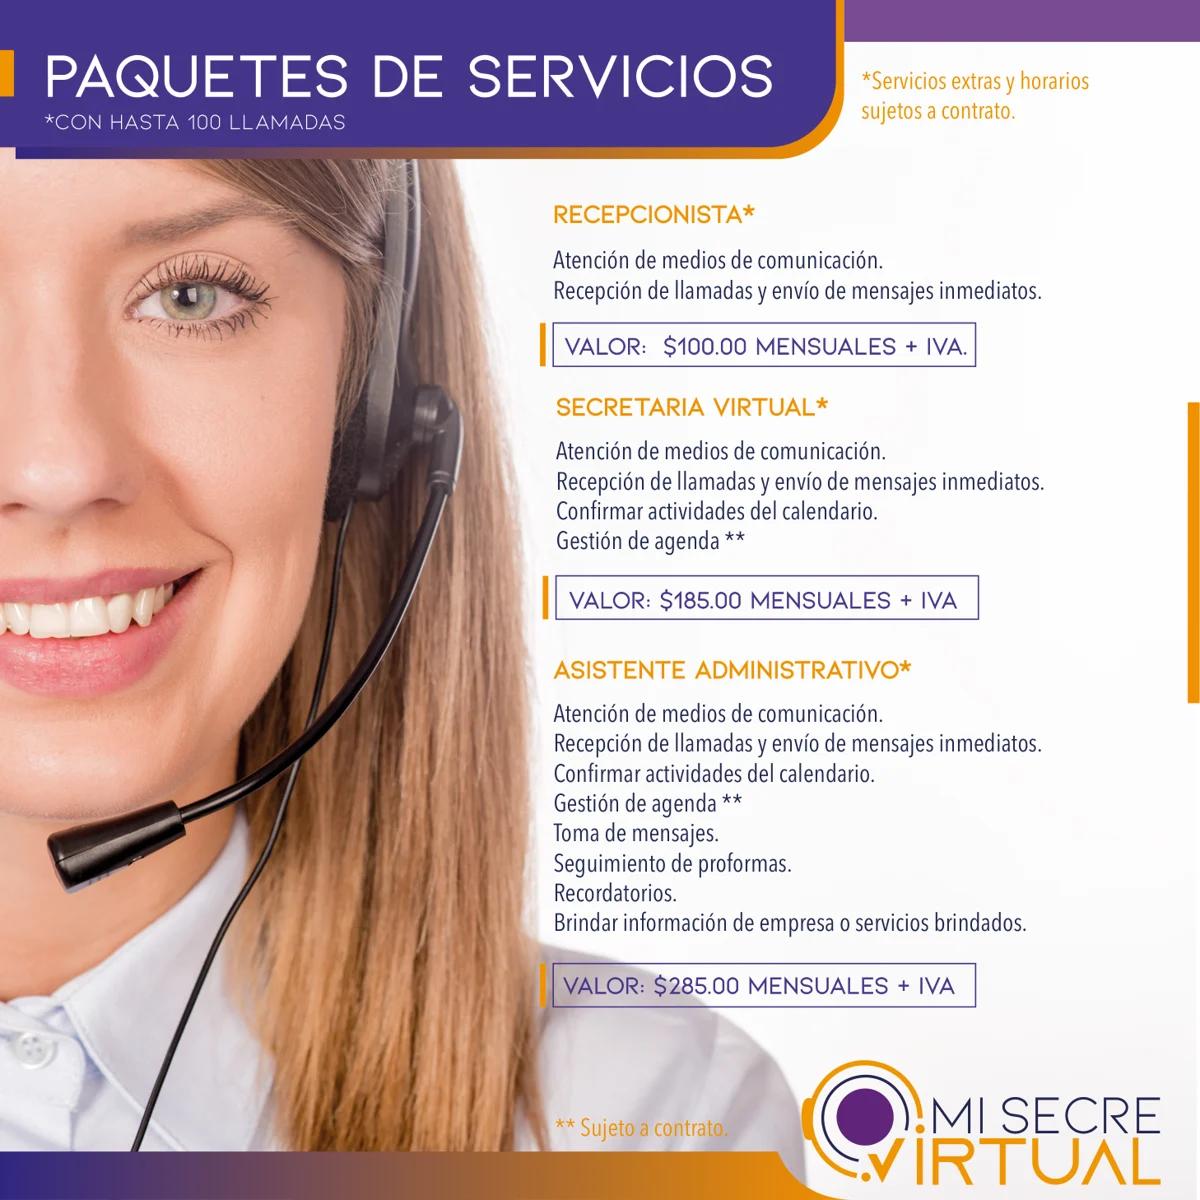 PAQUETES DE SERVICIOS
*CON HASTA 100 LLAMADAS
*Servicios extras y horarios
sujetos a contrato.
RECEPCIONISTA*
Atención de medios de comunicación.
Recepción de llamadas y envío de mensajes inmediatos.
VALOR: $100.00 MENSUALES + IVA.
SECRETARIA VIRTUAL*
Atención de medios de comunicación.
Recepción de llamadas y envío de mensajes inmediatos.
Confirmar actividades del calendario.
Gestión de agenda **
VALOR: $185.00 MENSUALES + IVA
ASISTENTE ADMINISTRATIVO*
Atención de medios de comunicación.
Recepción de llamadas y envío de mensajes inmediatos.
Confirmar actividades del calendario.
Gestión de agenda **
Toma de mensajes.
Seguimiento de proformas.
Recordatorios.
Brindar información de empresa o servicios brindados.
VALOR: $285.00 MENSUALES + IVA
** Sujeto a contrato.
MI SECRE
ViRTUAL